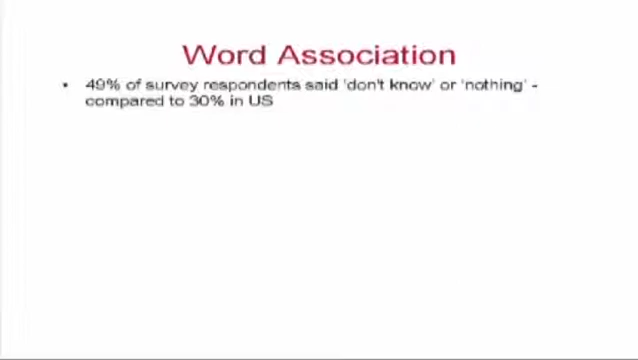 Word Association
• 49% of survey respondents said 'don't know' or 'nothing' -
compared to 30% in US